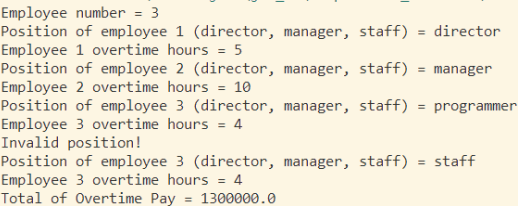 Employee number = 3
Position of employee 1 (director, manager, staff) = director
Employee 1 overtime hours = 5
Position of employee 2 (director, manager, staff) = manager
Employee 2 overtime hours = 10
Position of employee 3 (director, manager, staff) = programmer
Employee 3 overtime hours = 4
Invalid position!
Position of employee 3 (director, manager, staff) = staff
Employee 3 overtime hours = 4
Total of Overtime Pay = 1300000.0